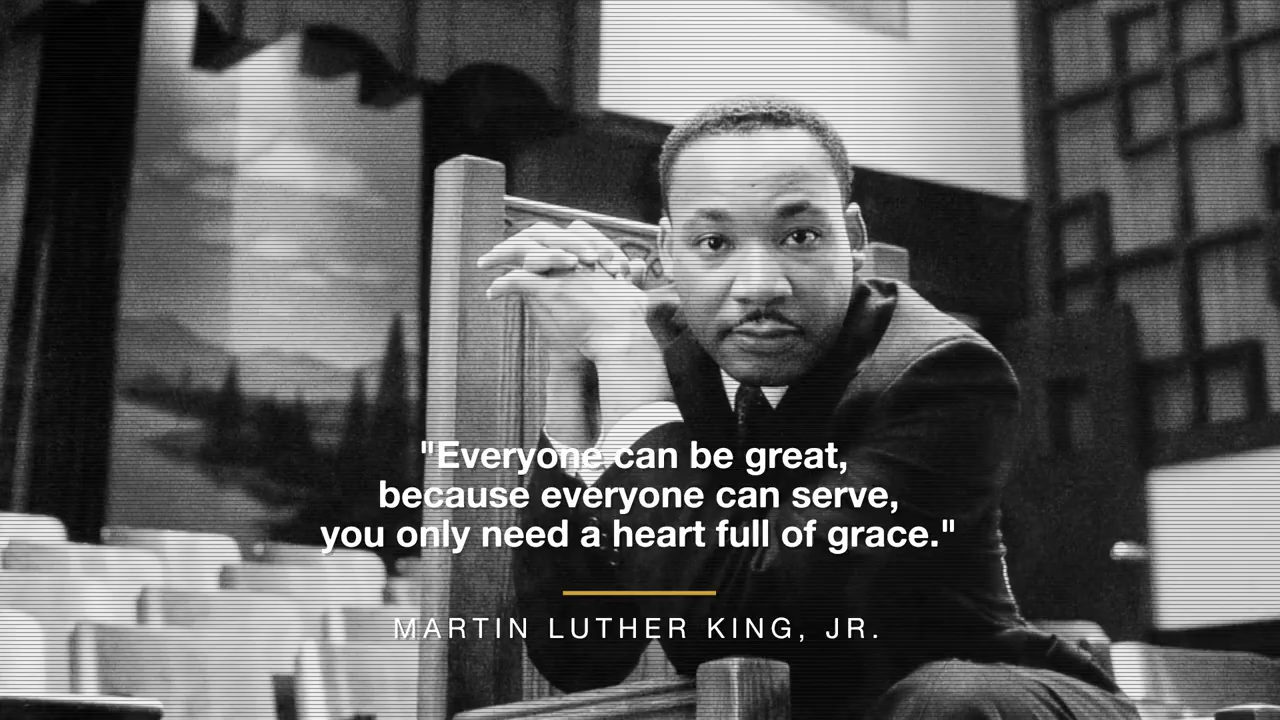 "Everyone can be great,
because everyone can serve,
you only need a heart full of grace."
MARTIN LUTHER KING, JR.